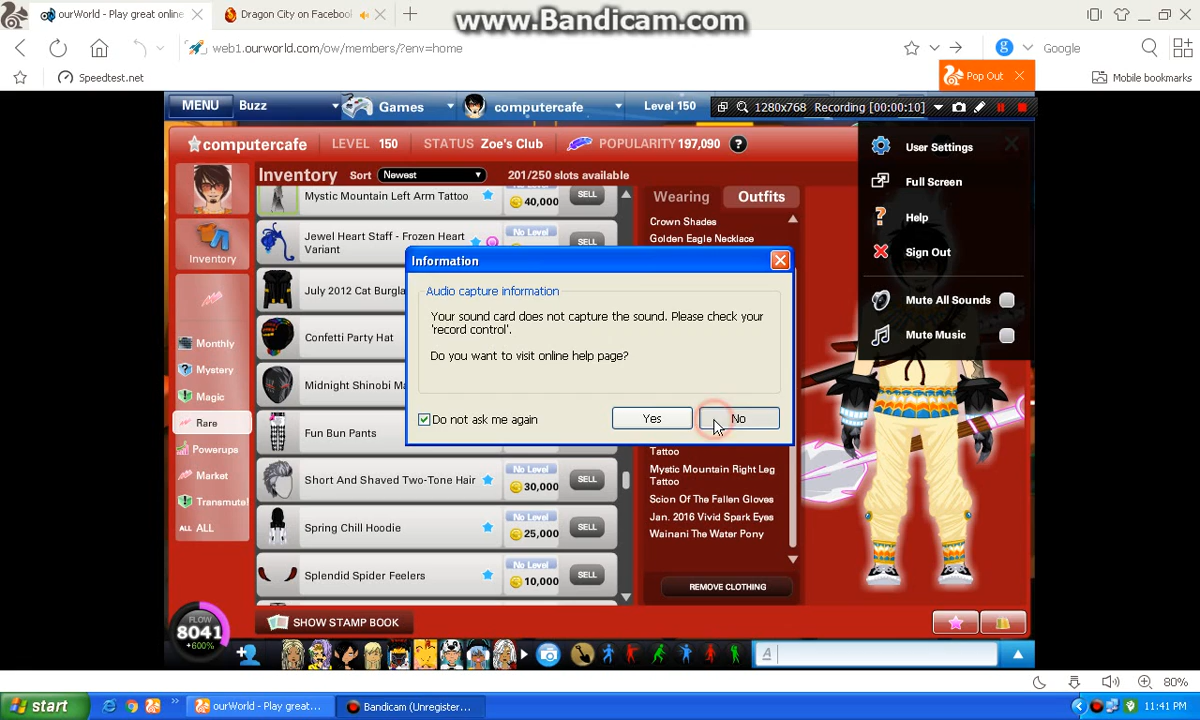 www.Bandicam.com
ourWorld - Play great online
Dragon City on Facebook
web1.ourworld.com/ow/members/?env=home
Google
Speedtest.net
Pop Out
Mobile bookmarks
MENU Buzz Games computercafe Level 150
1280x768 Recording [00:00:10]
computercafe LEVEL 150 STATUS Zoe's Club POPULARITY 197,090 ?
User Settings
Full Screen
Help
Sign Out
Mute All Sounds
Mute Music
Inventory Sort Newest 201/250 slots available
Wearing Outfits
Inventory
Monthly
Mystery
Magic
Rare
Powerups
Market
Transmute
ALL ALL
Mystic Mountain Left Arm Tattoo 40,000 SELL
Jewel Heart Staff - Frozen Heart
Variant
No Level
SELL
July 2012 Cat Burgla
Confetti Party Hat
Midnight Shinobi Ma
Fun Bun Pants
Short And Shaved Two-Tone Hair No Level 30,000 SELL
Spring Chill Hoodie No Level 25,000 SELL
Splendid Spider Feelers No Level 10,000 SELL
Crown Shades
Golden Eagle Necklace
Tattoo
Mystic Mountain Right Leg
Tattoo
Scion Of The Fallen Gloves
Jan. 2016 Vivid Spark Eyes
Wainani The Water Pony
REMOVE CLOTHING
Information
Audio capture information
Your sound card does not capture the sound. Please check your
'record control'.
Do you want to visit online help page?
Do not ask me again
Yes
No
FLOW
8041
+600%
SHOW STAMP BOOK
A
80%
start
ourWorld - Play great...
Bandicam (Unregister...
11:41 PM